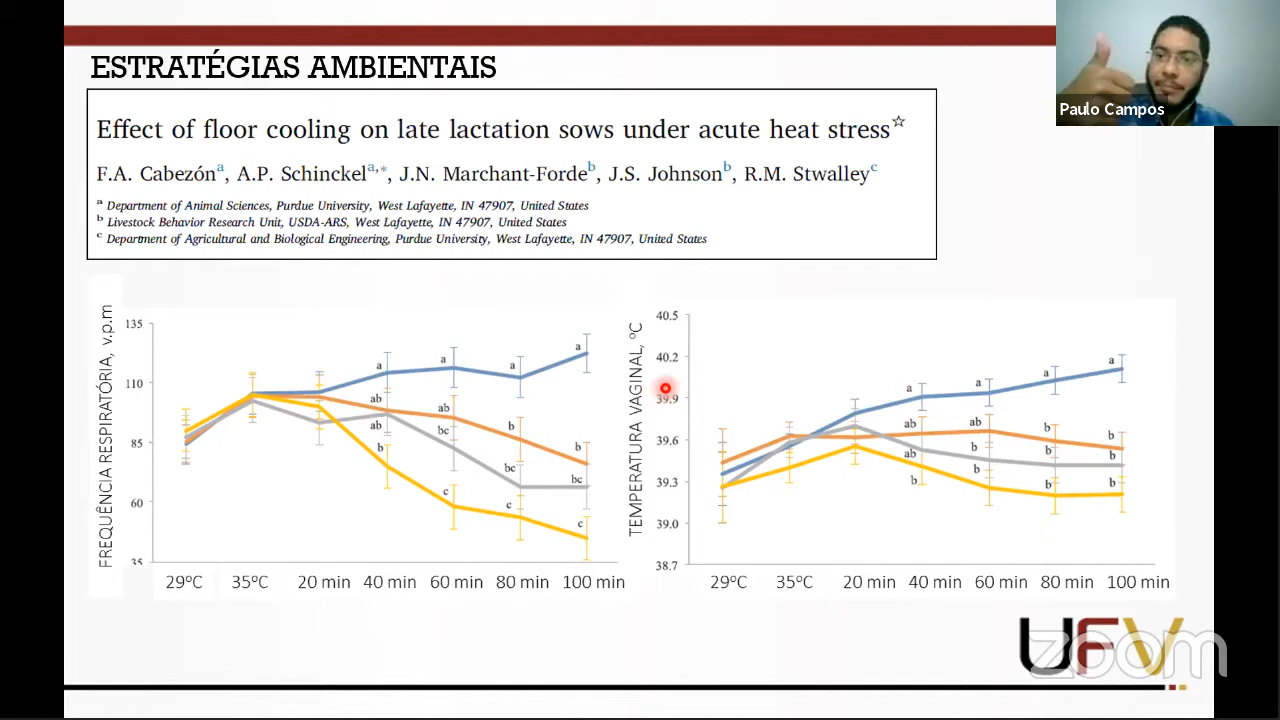 ESTRATÉGIAS AMBIENTAIS
Paulo Campos
Effect of floor cooling on late lactation sows under acute heat stress☆
F.A. Cabezón a, A.P. Schinckel a,*, J.N. Marchant-Forde b, J.S. Johnson b, R.M. Stwalley c
a Department of Animal Sciences, Purdue University, West Lafayette, IN 47907, United States
b Livestock Behavior Research Unit, USDA-ARS, West Lafayette, IN 47907, United States
c Department of Agricultural and Biological Engineering, Purdue University, West Lafayette, IN 47907, United States
FREQUÊNCIA RESPIRATÓRIA, v.p.m
135
110
85
60
35
a a a a
ab ab b b
ab bc bc bc
b c c c
29ºC 35ºC 20 min 40 min 60 min 80 min 100 min
TEMPERATURA VAGINAL, ºC
40.5
40.2
39.9
39.6
39.3
39.0
38.7
a a a a
ab ab b b
ab b b b
b b b b
29ºC 35ºC 20 min 40 min 60 min 80 min 100 min
UFV
zoom